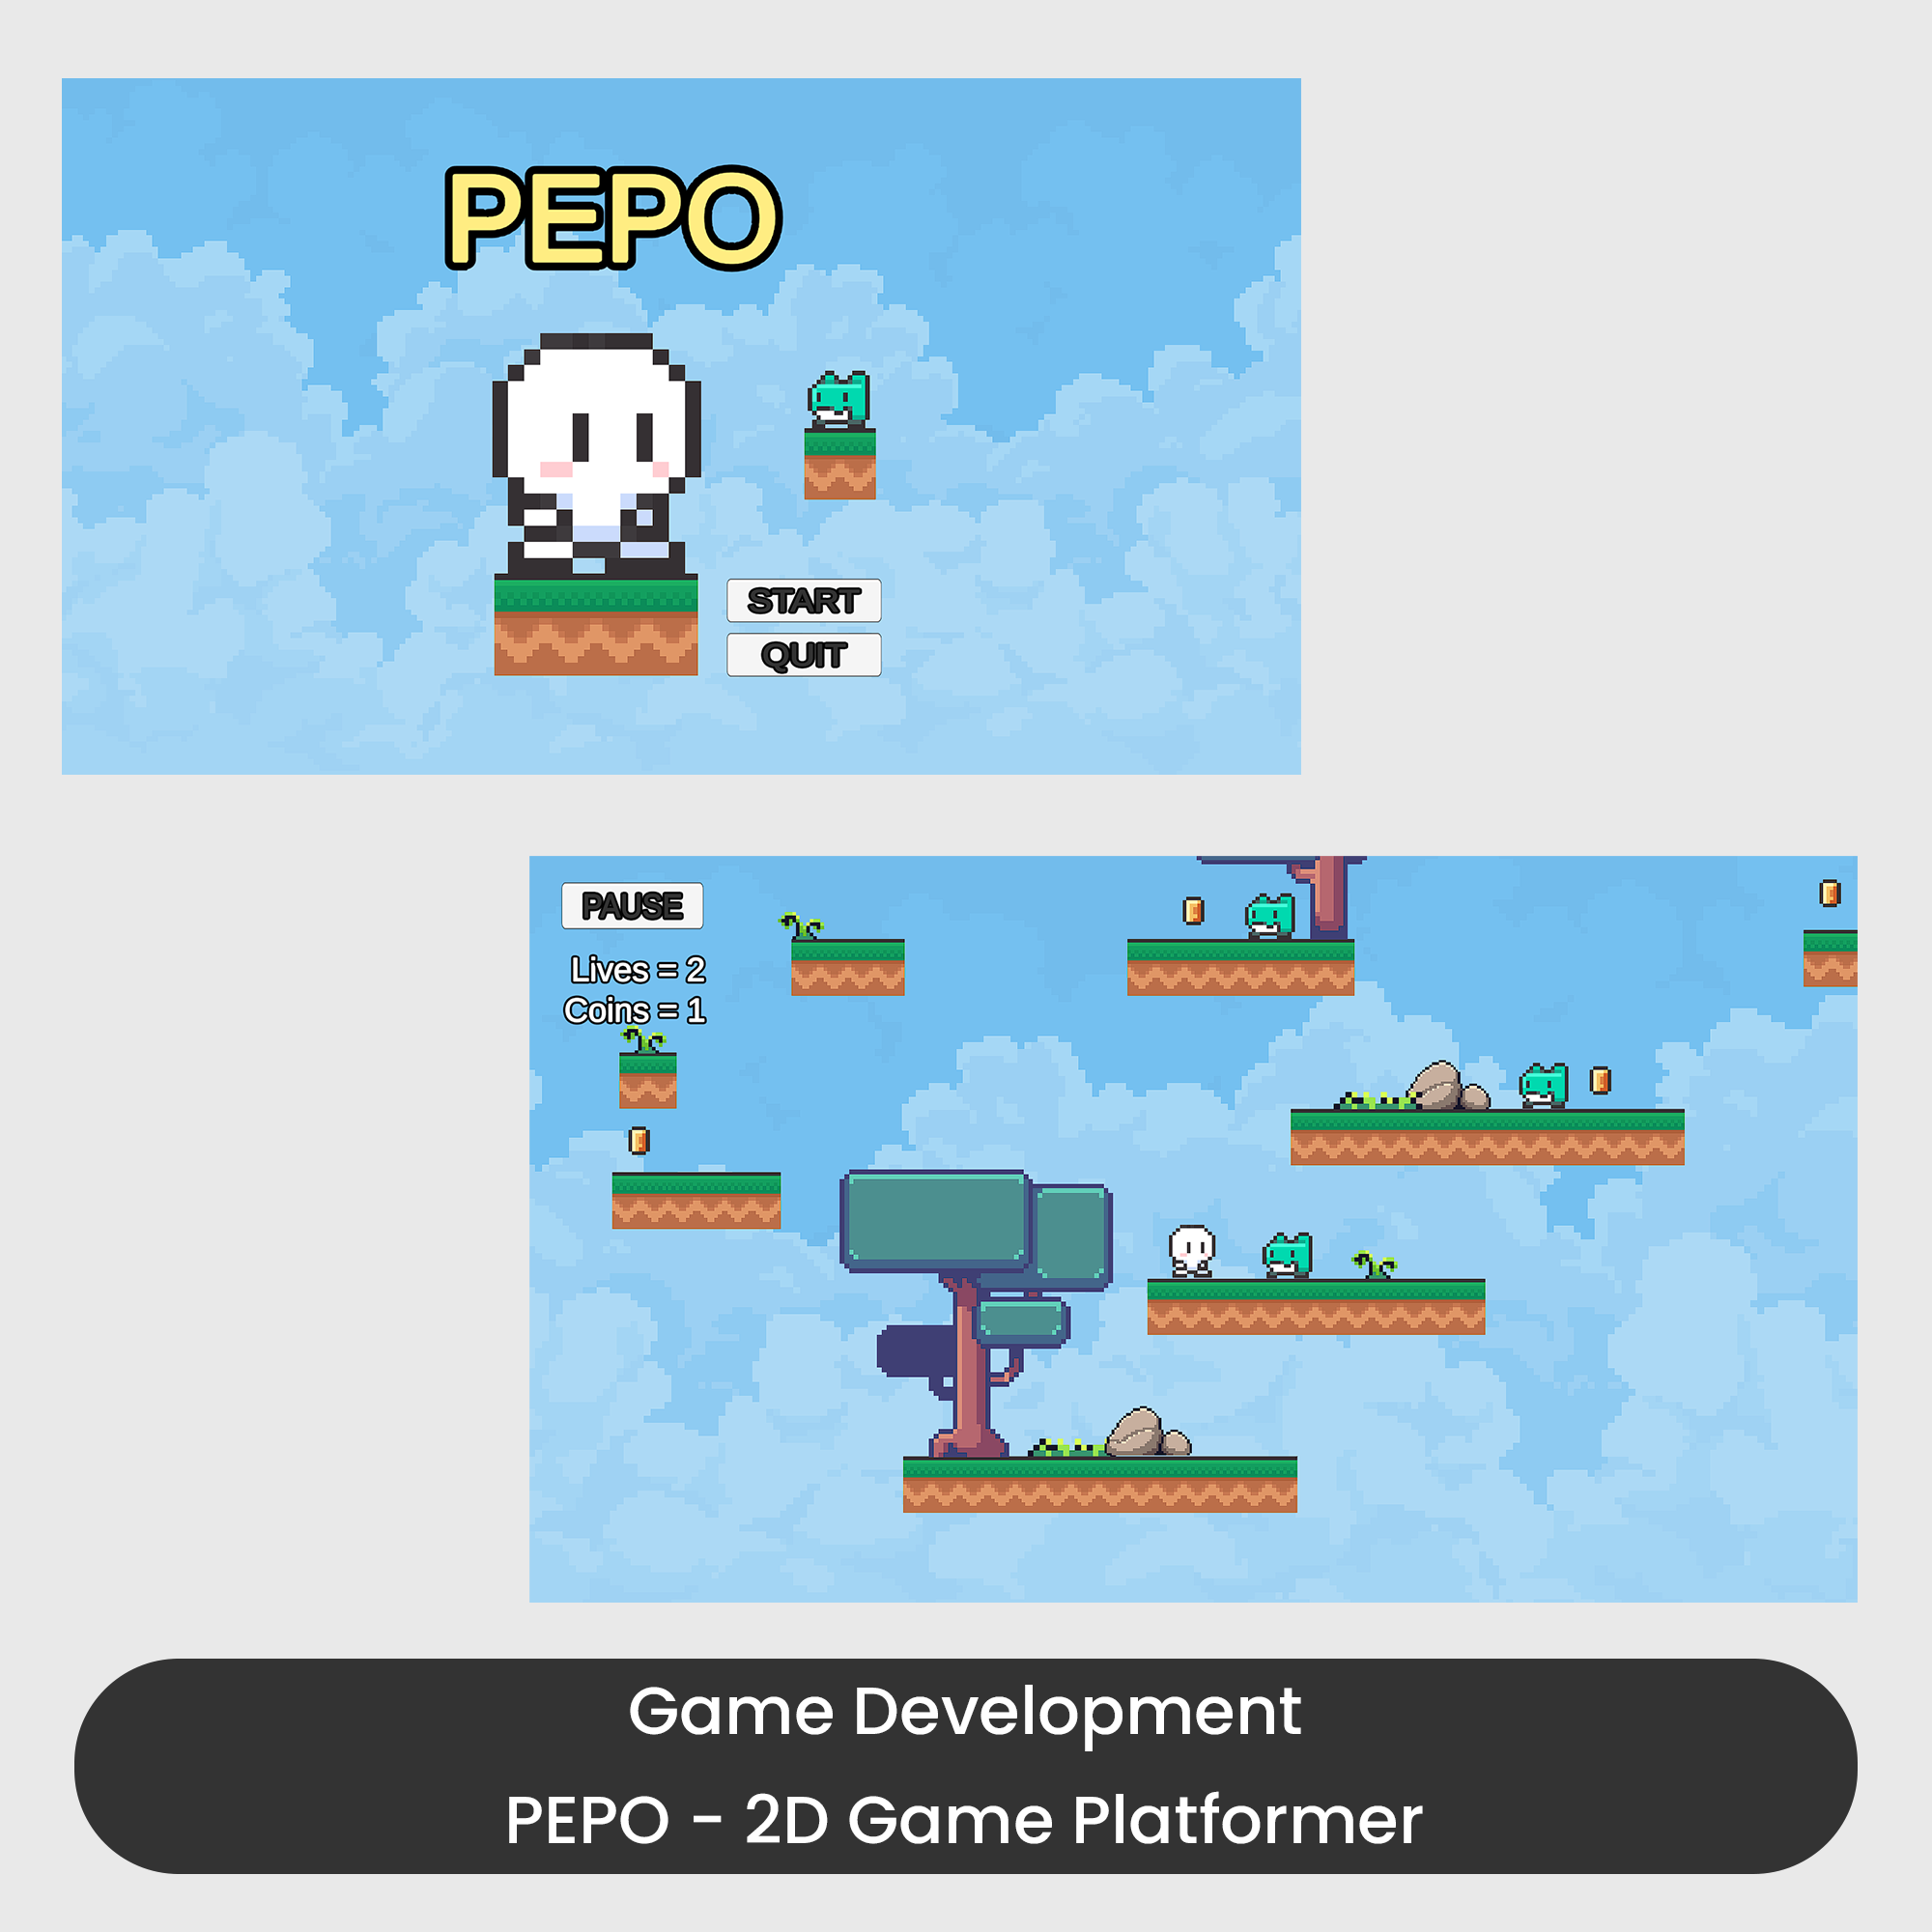 PEPO
START
QUIT
PAUSE
Lives = 2
Coins = 1
Game Development
PEPO - 2D Game Platformer